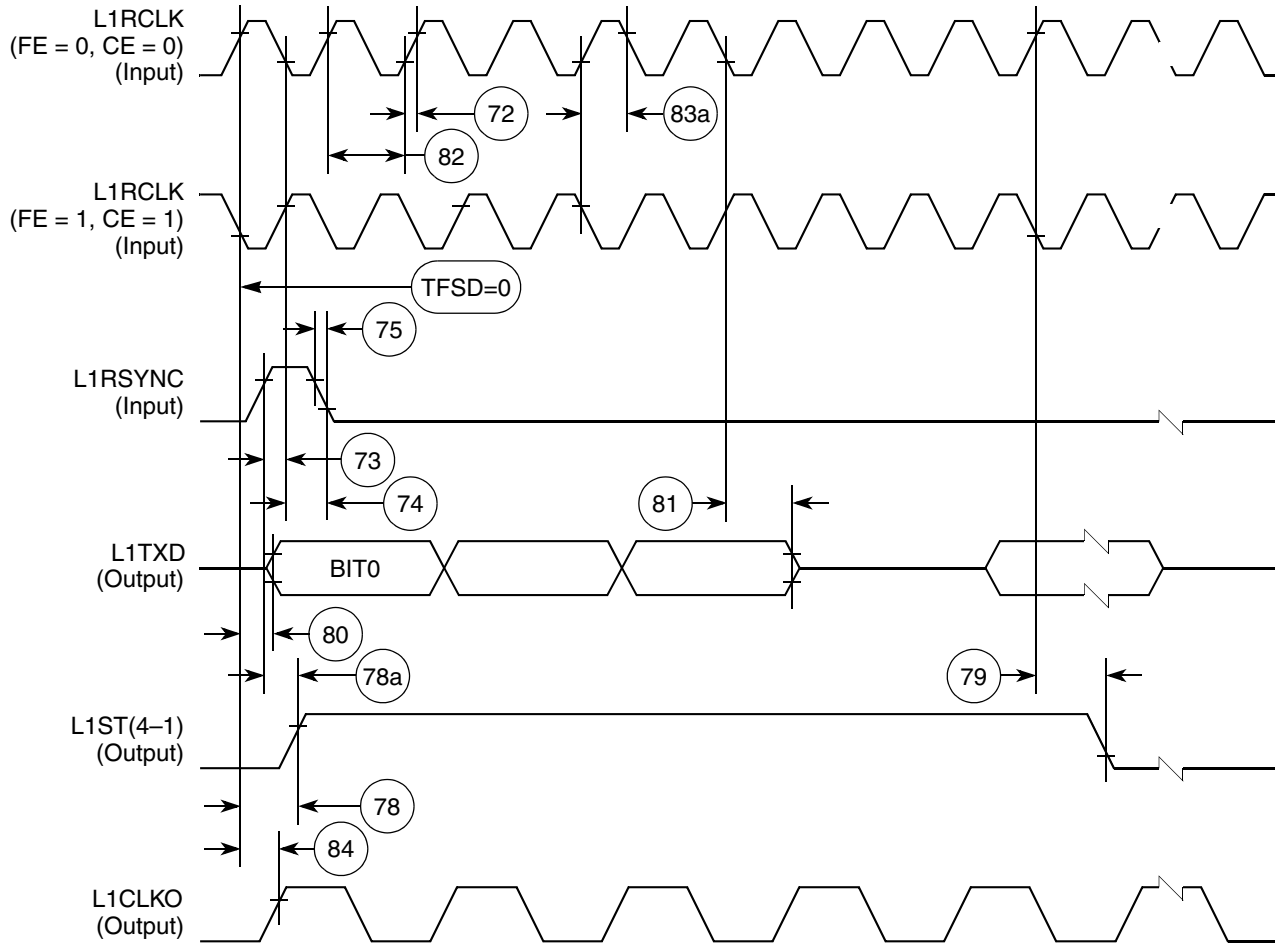 L1RCLK
(FE = 0, CE = 0)
(Input)
72
83a
82
L1RCLK
(FE = 1, CE = 1)
(Input)
TFSD=0
75
L1RSYNC
(Input)
73
74
81
L1TXD
(Output)
BIT0
80
78a
79
L1ST(4–1)
(Output)
78
84
L1CLKO
(Output)